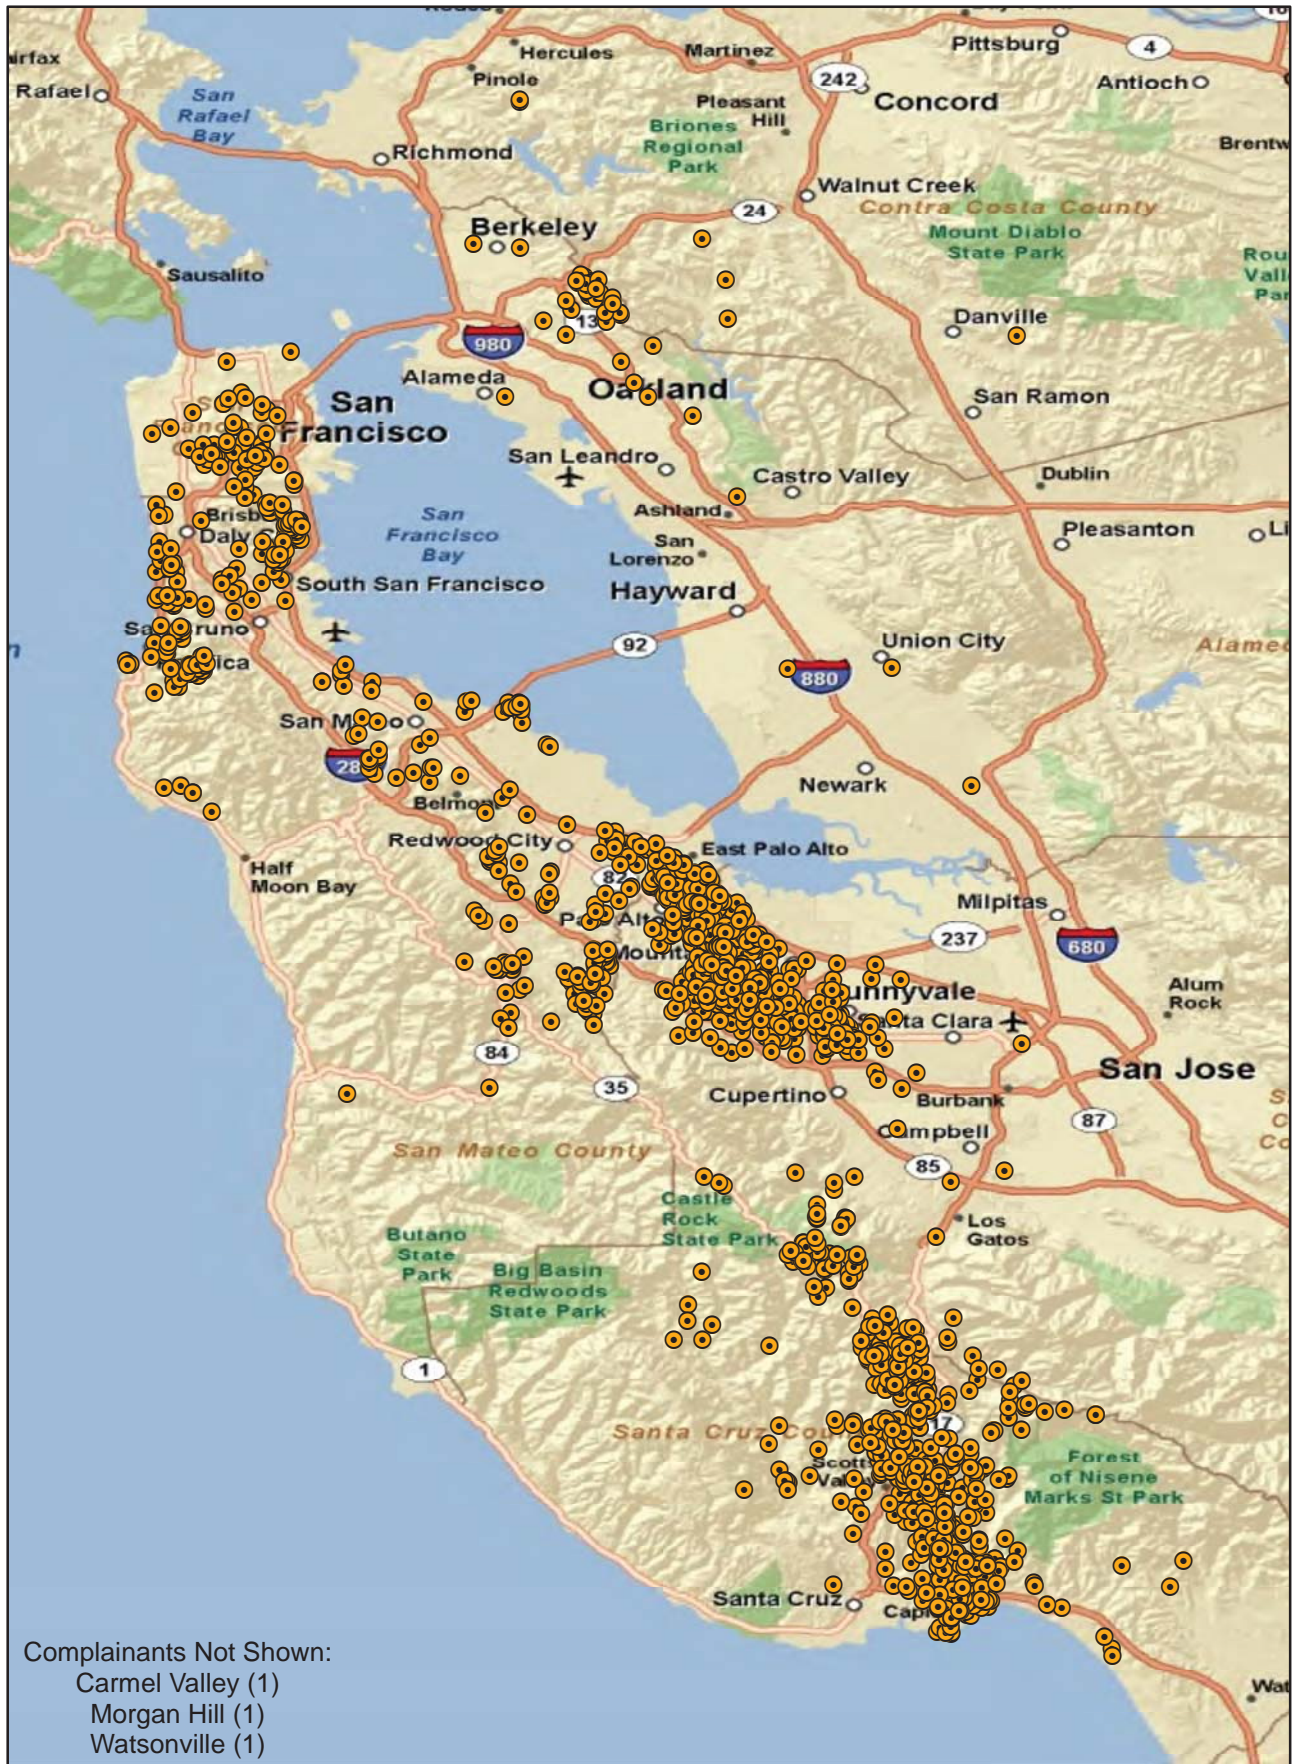 Hercules
Martinez
Pittsburg
4
Antioch
Rafael
San
Rafael
Bay
Pinole
242
Concord
Pleasant
Hill
Briones
Regional
Park
Richmond
Walnut Creek
24
Contra Costa County
Berkeley
Mount Diablo
State Park
Sausalito
13
Danville
980
Alameda
Oakland
San
Francisco
San Ramon
San Leandro
Castro Valley
Dublin
Ashland
San
Francisco
Bay
San
Lorenzo
Pleasanton
South San Francisco
Hayward
92
Union City
880
Newark
Redwood City
East Palo Alto
Half
Moon Bay
Milpitas
237
680
Alum
Rock
84
35
San Jose
Cupertino
Burbank
87
San Mateo County
85
Castle
Rock
State Park
Los
Gatos
Butano
State
Park
Big Basin
Redwoods
State Park
1
17
Forest
of Nisene
Marks St Park
Santa Cruz
Complainants Not Shown:
Carmel Valley (1)
Morgan Hill (1)
Watsonville (1)